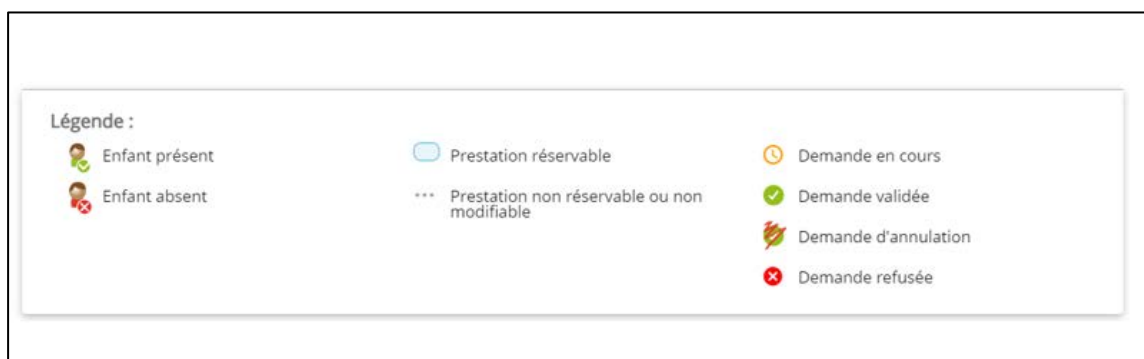 Légende :
Enfant présent
Enfant absent
Prestation réservable
Prestation non réservable ou non
modifiable
Demande en cours
Demande validée
Demande d'annulation
Demande refusée